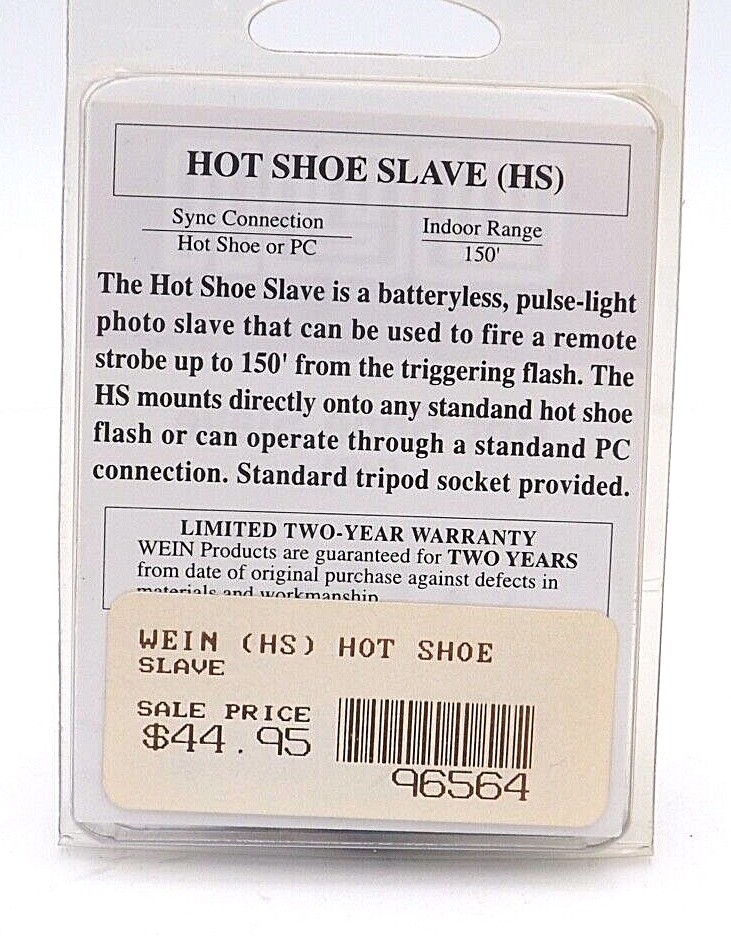 HOT SHOE SLAVE (HS)
Sync Connection
Hot Shoe or PC
Indoor Range
150'
The Hot Shoe Slave is a batteryless, pulse-light
photo slave that can be used to fire a remote
strobe up to 150' from the triggering flash. The
HS mounts directly onto any standand hot shoe
flash or can operate through a standand PC
connection. Standard tripod socket provided.
LIMITED TWO-YEAR WARRANTY
WEIN Products are guaranteed for TWO YEARS
from date of original purchase against defects in
materials and workmanship
WEIN (HS) HOT SHOE
SLAVE
SALE PRICE
$44.95
96564